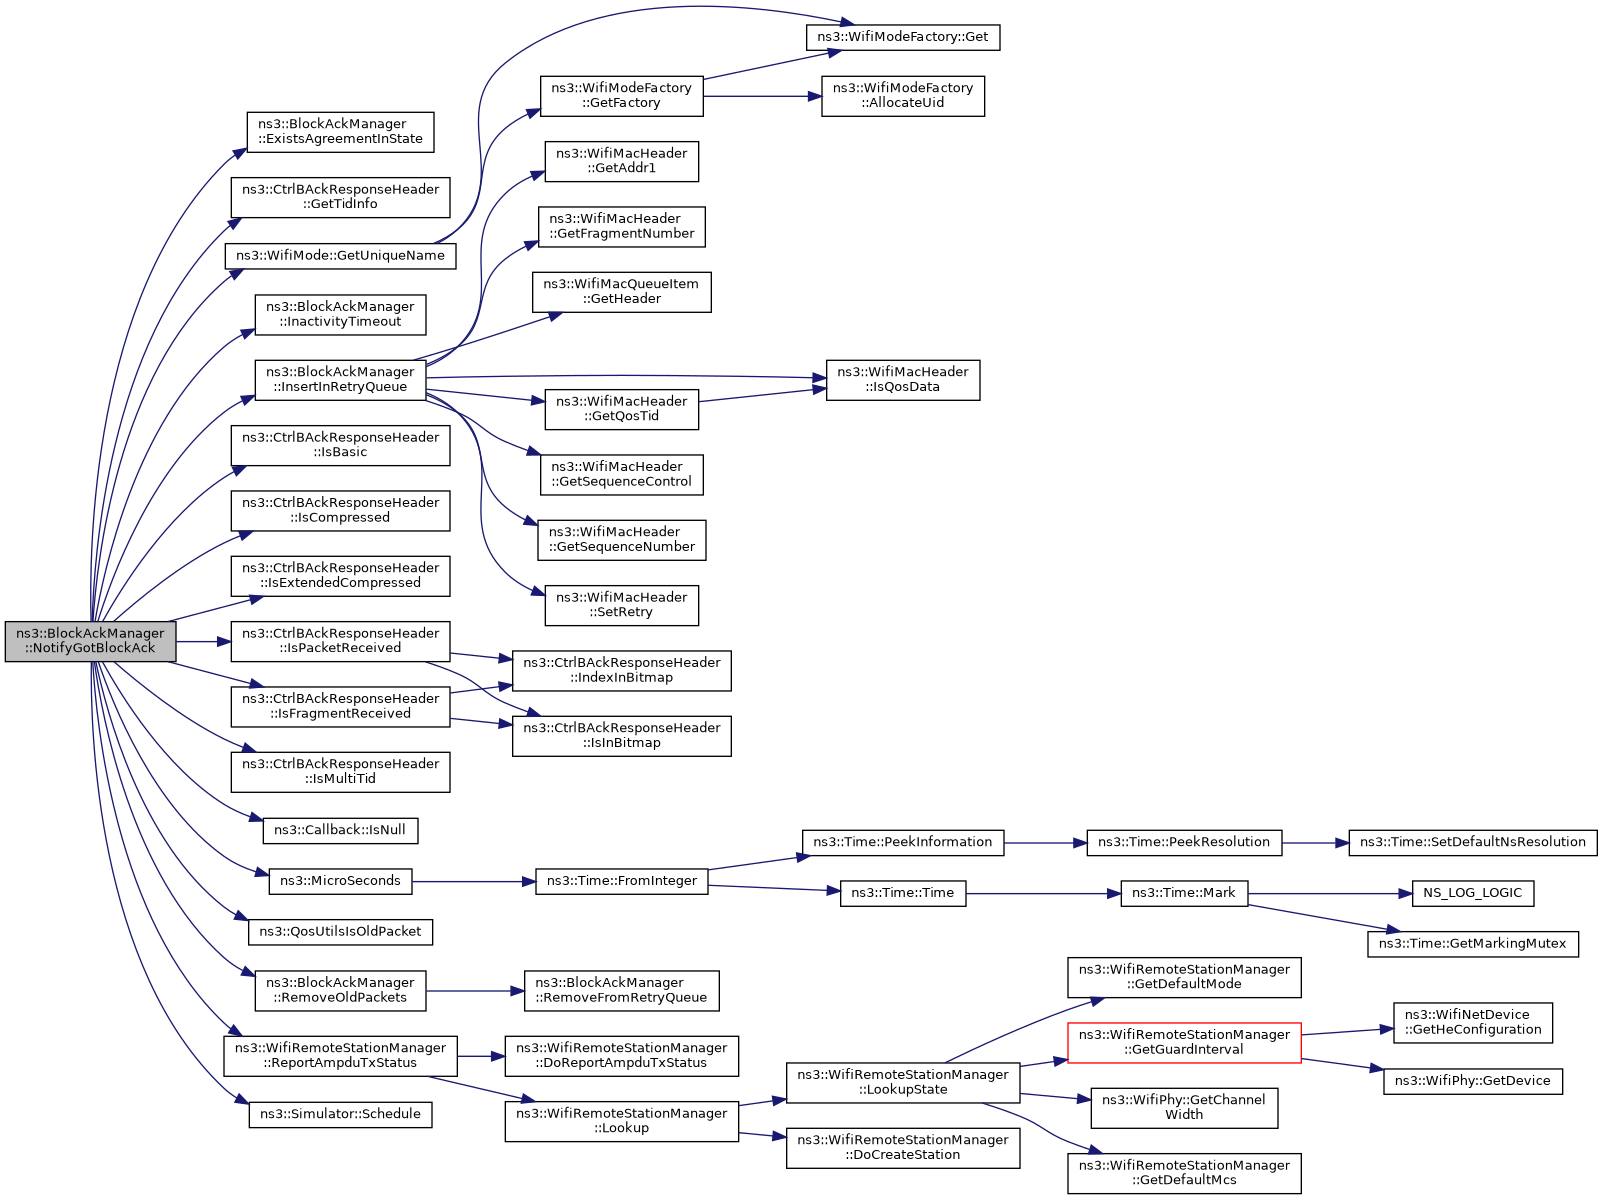 ns3::BlockAckManager
::NotifyGotBlockAck
ns3::BlockAckManager
::ExistsAgreementInState
ns3::CtrlBAckResponseHeader
::GetTidInfo
ns3::WifiMode::GetUniqueName
ns3::BlockAckManager
::InactivityTimeout
ns3::BlockAckManager
::InsertInRetryQueue
ns3::CtrlBAckResponseHeader
::IsBasic
ns3::CtrlBAckResponseHeader
::IsCompressed
ns3::CtrlBAckResponseHeader
::IsExtendedCompressed
ns3::CtrlBAckResponseHeader
::IsPacketReceived
ns3::CtrlBAckResponseHeader
::IsFragmentReceived
ns3::CtrlBAckResponseHeader
::IsMultiTid
ns3::Callback::IsNull
ns3::MicroSeconds
ns3::QosUtilsIsOldPacket
ns3::BlockAckManager
::RemoveOldPackets
ns3::WifiRemoteStationManager
::ReportAmpduTxStatus
ns3::Simulator::Schedule
ns3::WifiModeFactory
::GetFactory
ns3::WifiMacHeader
::GetAddr1
ns3::WifiMacHeader
::GetFragmentNumber
ns3::WifiMacQueueItem
::GetHeader
ns3::WifiMacHeader
::GetQosTid
ns3::WifiMacHeader
::GetSequenceControl
ns3::WifiMacHeader
::GetSequenceNumber
ns3::WifiMacHeader
::SetRetry
ns3::CtrlBAckResponseHeader
::IndexInBitmap
ns3::CtrlBAckResponseHeader
::IsInBitmap
ns3::Time::FromInteger
ns3::BlockAckManager
::RemoveFromRetryQueue
ns3::WifiRemoteStationManager
::DoReportAmpduTxStatus
ns3::WifiRemoteStationManager
::Lookup
ns3::WifiModeFactory::Get
ns3::WifiModeFactory
::AllocateUid
ns3::WifiMacHeader
::IsQosData
ns3::Time::PeekInformation
ns3::Time::Time
ns3::WifiRemoteStationManager
::LookupState
ns3::WifiRemoteStationManager
::DoCreateStation
ns3::Time::PeekResolution
ns3::Time::Mark
ns3::WifiRemoteStationManager
::GetDefaultMode
ns3::WifiRemoteStationManager
::GetGuardInterval
ns3::WifiPhy::GetChannel
Width
ns3::WifiRemoteStationManager
::GetDefaultMcs
ns3::Time::SetDefaultNsResolution
NS_LOG_LOGIC
ns3::Time::GetMarkingMutex
ns3::WifiNetDevice
::GetHeConfiguration
ns3::WifiPhy::GetDevice